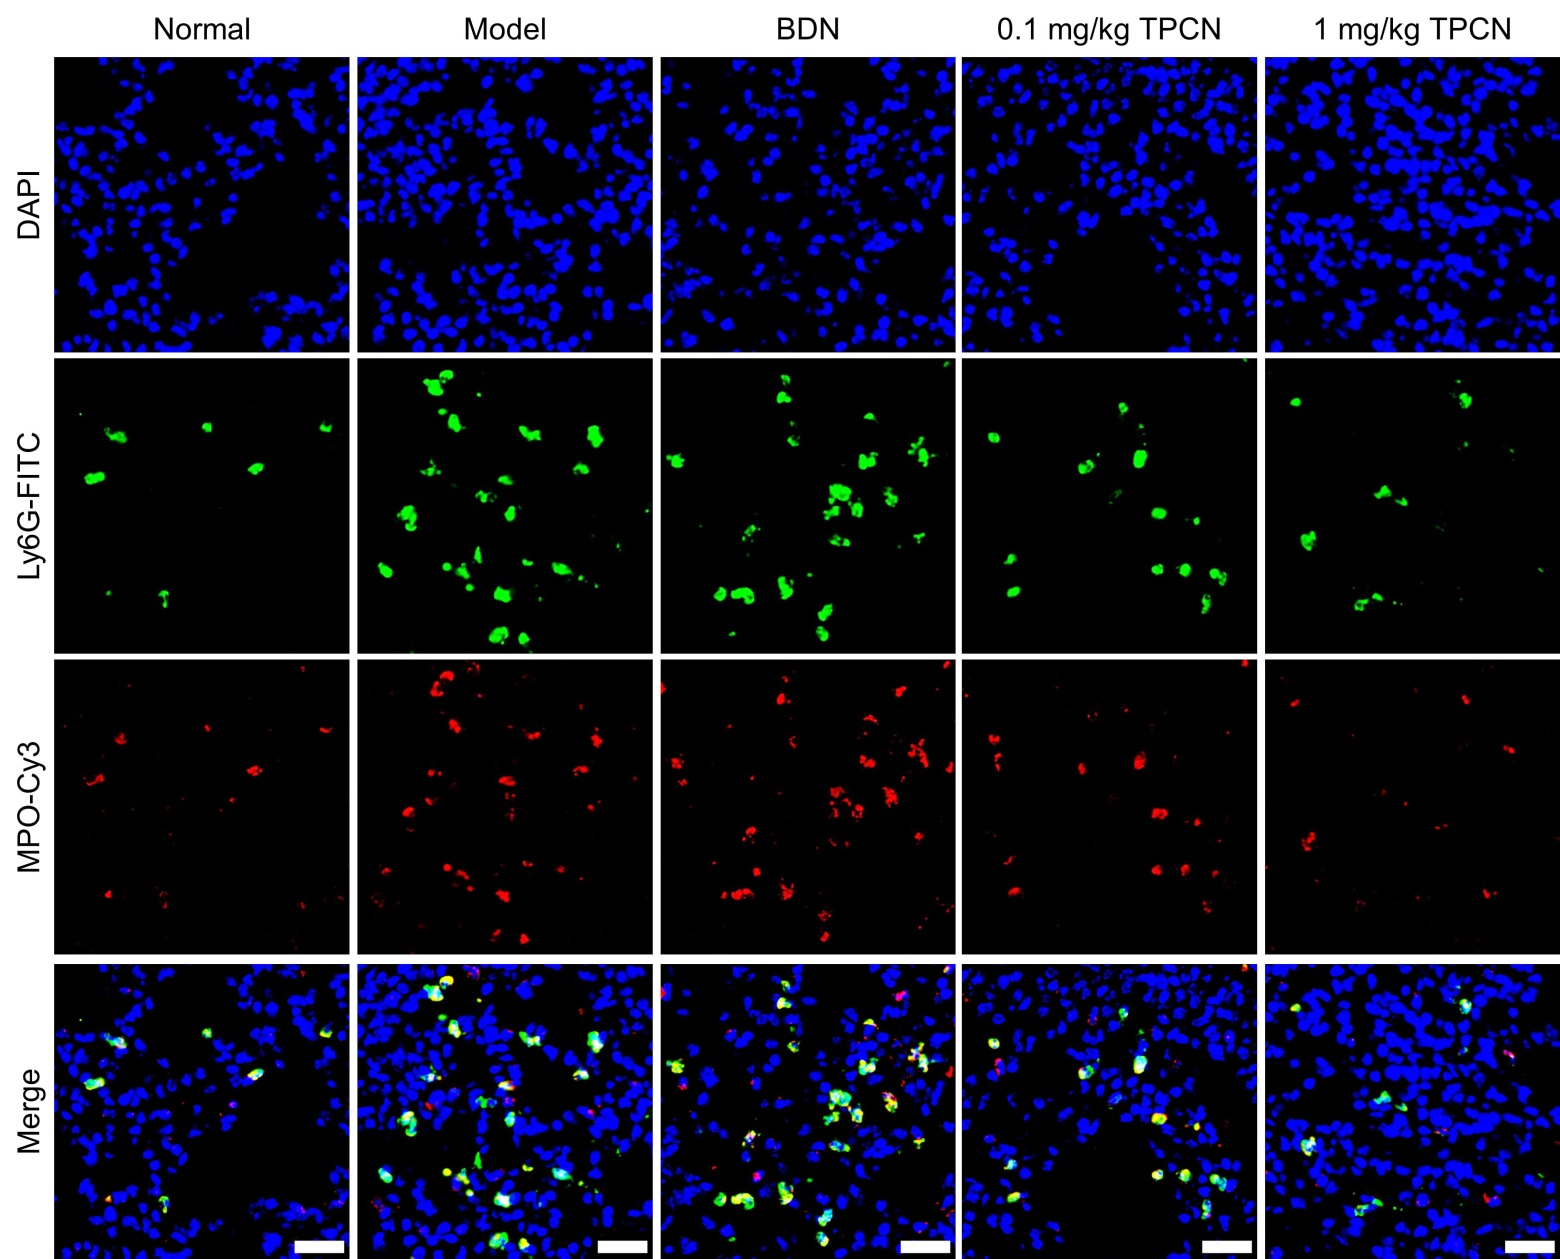 Normal
Model
BDN
0.1 mg/kg TPCN
1 mg/kg TPCN
DAPI
Ly6G-FITC
MPO-Cy3
Merge